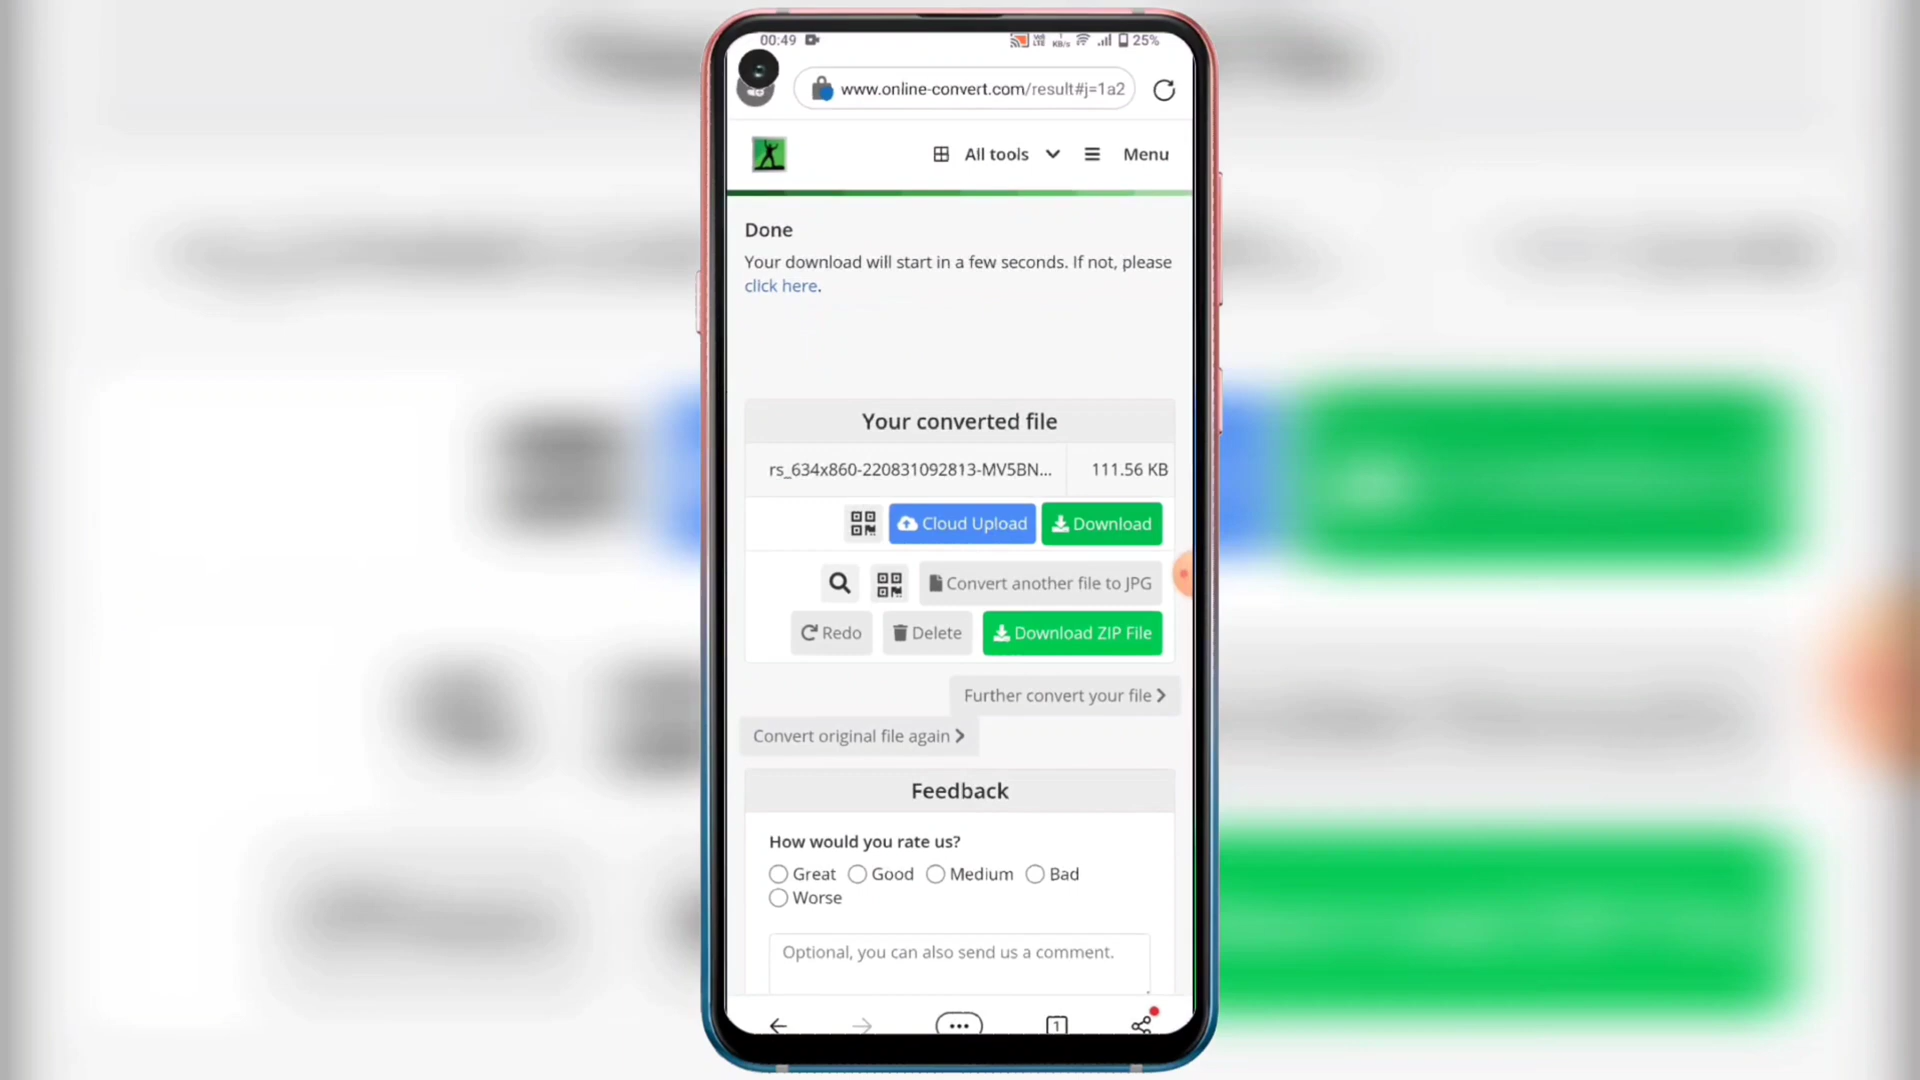 00:49 25%
www.online-convert.com/result#j=1a2
All tools Menu
Done
Your download will start in a few seconds. If not, please
click here.
Your converted file
rs_634x860-220831092813-MV5BN... 111.56 KB
Cloud Upload Download
Convert another file to JPG
Redo Delete Download ZIP File
Further convert your file
Convert original file again
Feedback
How would you rate us?
Great Good Medium Bad
Worse
Optional, you can also send us a comment.
1